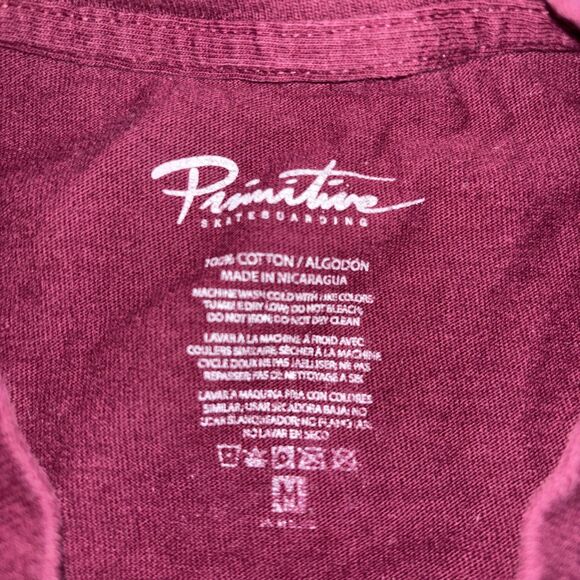 Primitive
SKATEBOARDING
100% COTTON / ALGODÓN
MADE IN NICARAGUA
MACHINE WASH COLD WITH LIKE COLORS
TUMBLE DRY LOW; DO NOT BLEACH;
DO NOT IRON; DO NOT DRY CLEAN
LAVAR À LA MACHINE À FROID AVEC
COULERS SIMILAIRE; SÉCHER À LA MACHINE
CYCLE DOUX NE PAS JAELLISER; NE PAS
REPASSER; PAS DE NETTOYAGE A SEC
LAVAR A MAQUINA FRIA CON COLORES
SIMILAR; USAR SECADORA BAJA; NO
USAR BLANQUEADOR; NO PLANCHAR;
NO LAVAR EN SECO
M